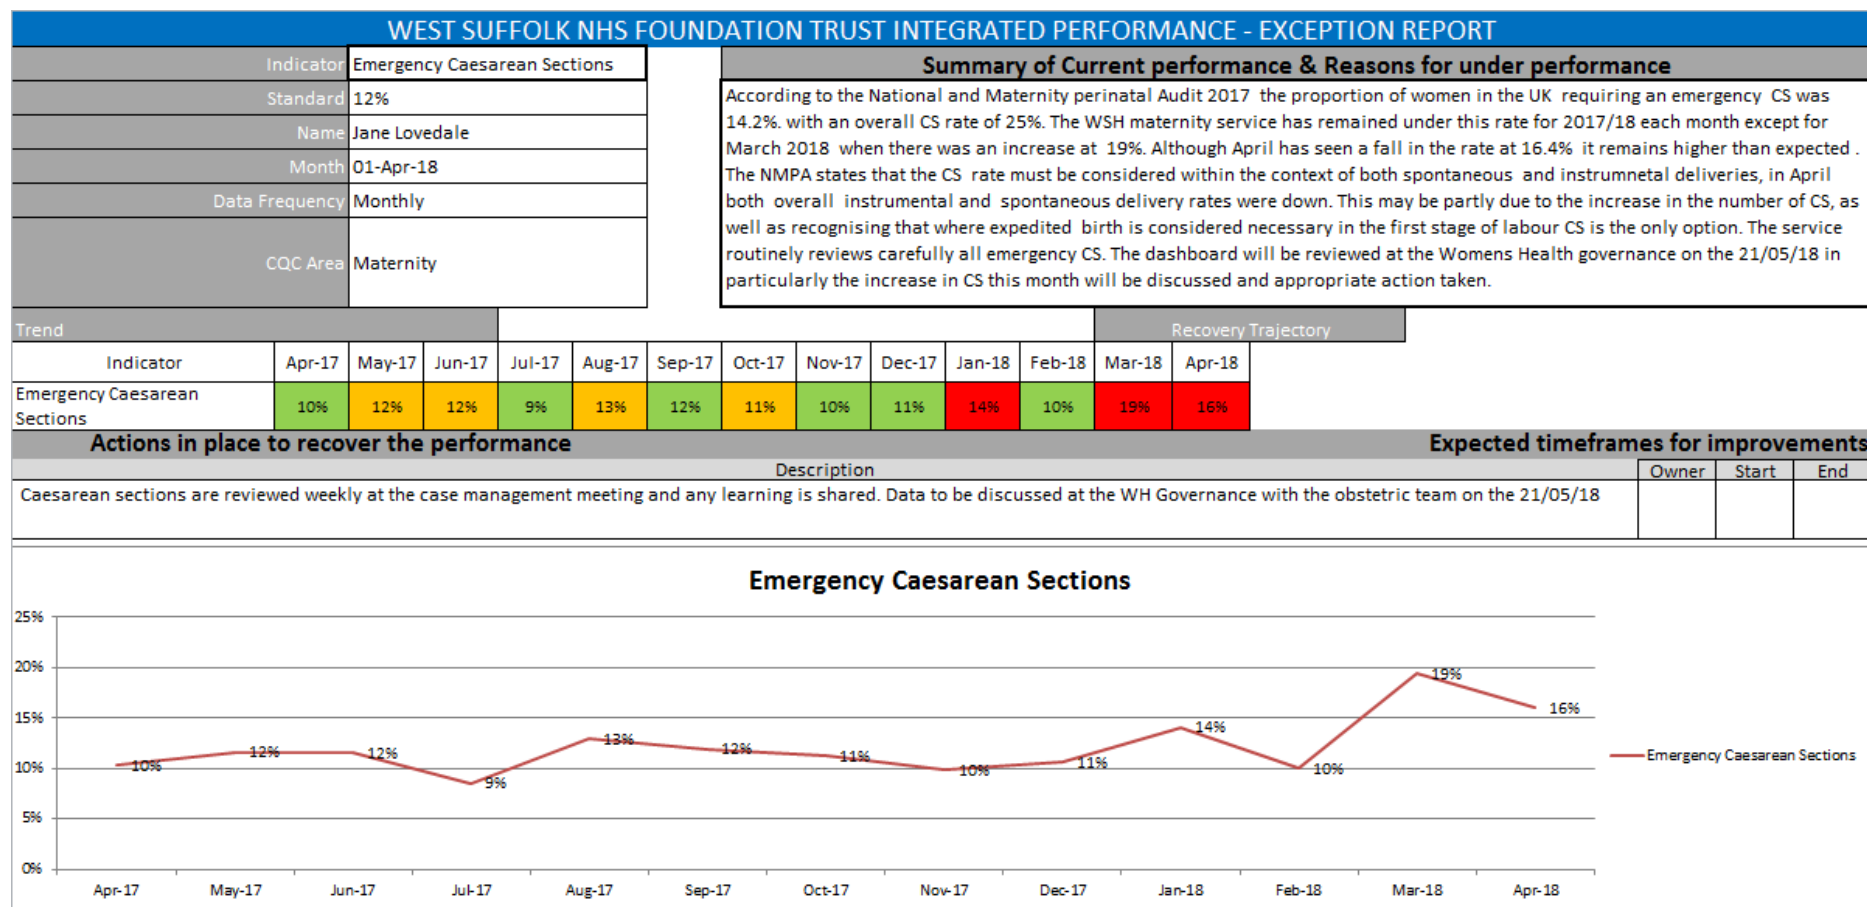 WEST SUFFOLK NHS FOUNDATION TRUST INTEGRATED PERFORMANCE - EXCEPTION REPORT
Indicator Emergency Caesarean Sections
Standard 12%
Name Jane Lovedale
Month 01-Apr-18
Data Frequency Monthly
CQC Area Maternity
Summary of Current performance & Reasons for under performance
According to the National and Maternity perinatal Audit 2017 the proportion of women in the UK requiring an emergency CS was
14.2%. with an overall CS rate of 25%. The WSH maternity service has remained under this rate for 2017/18 each month except for
March 2018 when there was an increase at 19%. Although April has seen a fall in the rate at 16.4% it remains higher than expected .
The NMPA states that the CS rate must be considered within the context of both spontaneous and instrumnetal deliveries, in April
both overall instrumental and spontaneous delivery rates were down. This may be partly due to the increase in the number of CS, as
well as recognising that where expedited birth is considered necessary in the first stage of labour CS is the only option. The service
routinely reviews carefully all emergency CS. The dashboard will be reviewed at the Womens Health governance on the 21/05/18 in
particularly the increase in CS this month will be discussed and appropriate action taken.
Trend Recovery Trajectory
Indicator Apr-17 May-17 Jun-17 Jul-17 Aug-17 Sep-17 Oct-17 Nov-17 Dec-17 Jan-18 Feb-18 Mar-18 Apr-18
Emergency Caesarean
Sections
10% 12% 12% 9% 13% 12% 11% 10% 11% 14% 10% 19% 16%
Actions in place to recover the performance Expected timeframes for improvements
Description Owner Start End
Caesarean sections are reviewed weekly at the case management meeting and any learning is shared. Data to be discussed at the WH Governance with the obstetric team on the 21/05/18
Emergency Caesarean Sections
25%
20%
15%
10%
5%
0%
10% 12% 12% 9% 13% 12% 11% 10% 11% 14% 10% 19% 16%
Emergency Caesarean Sections
Apr-17 May-17 Jun-17 Jul-17 Aug-17 Sep-17 Oct-17 Nov-17 Dec-17 Jan-18 Feb-18 Mar-18 Apr-18